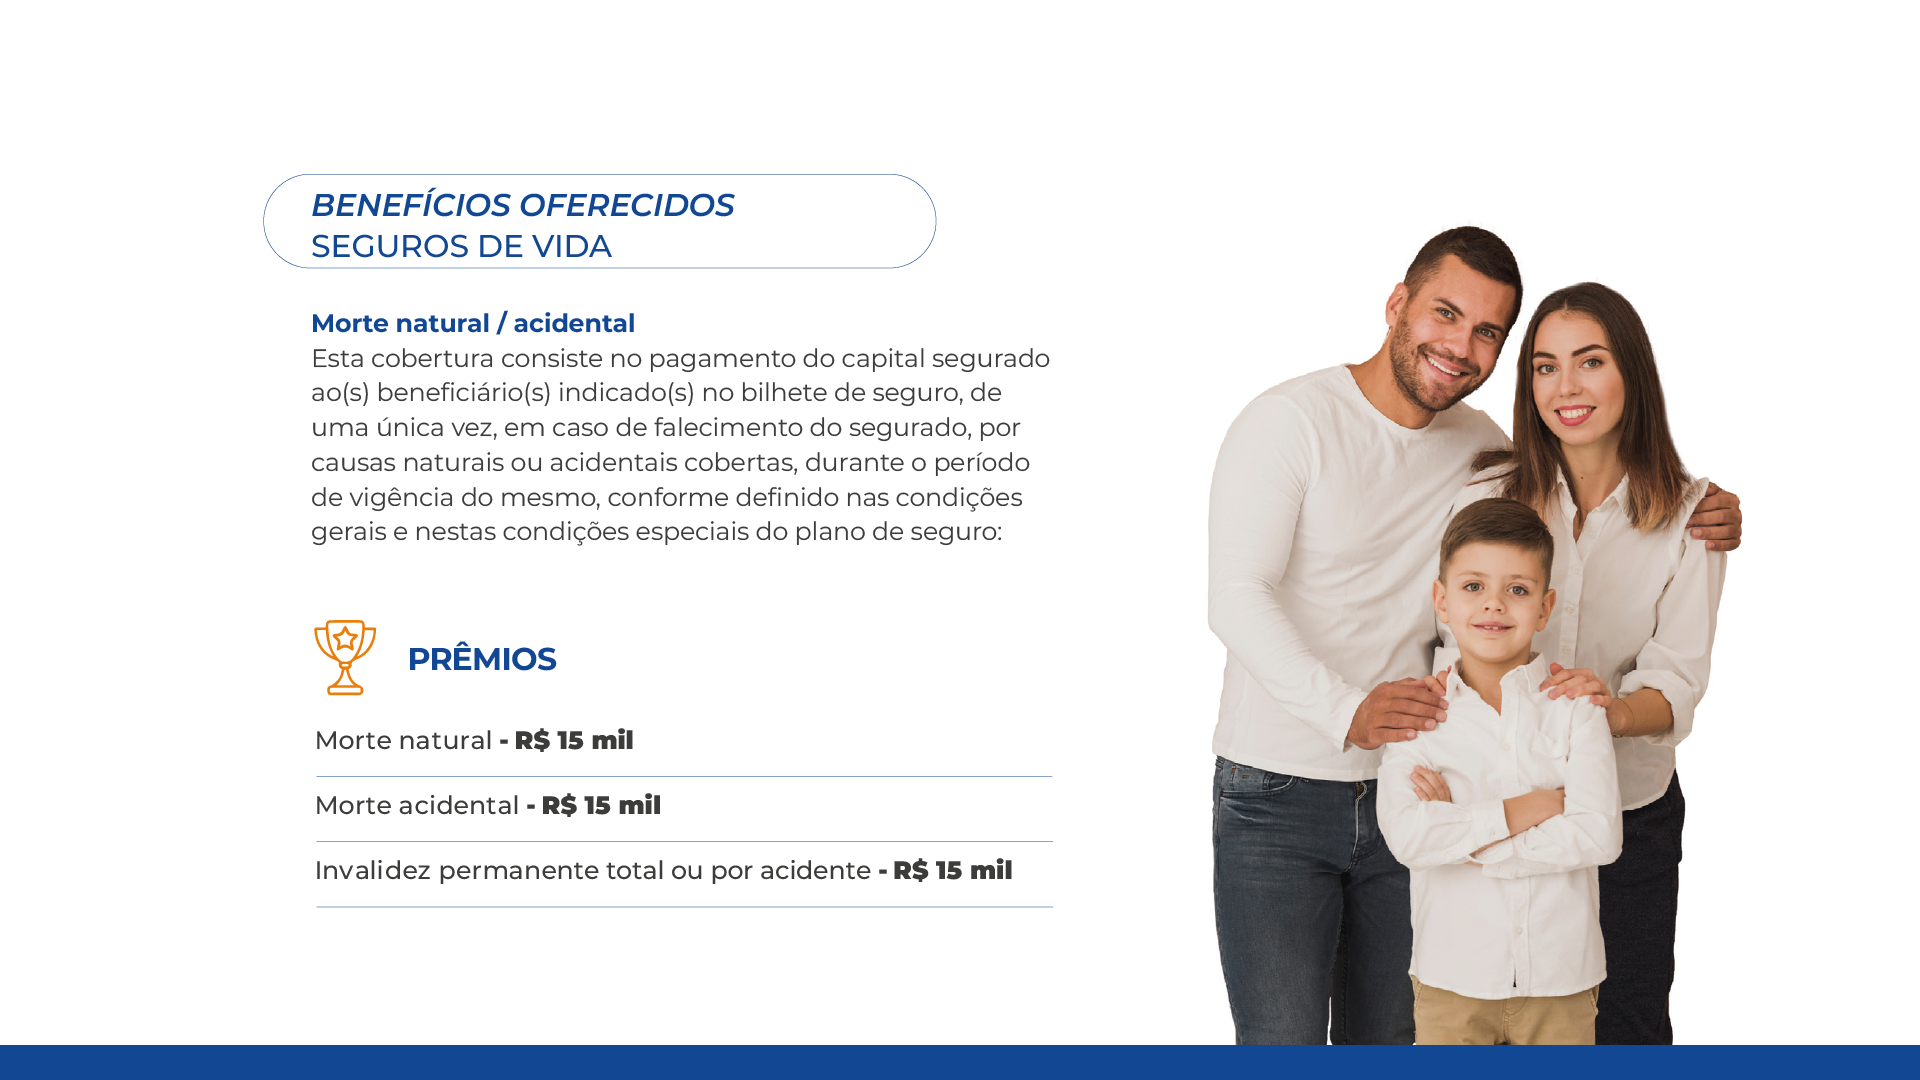 BENEFÍCIOS OFERECIDOS
SEGUROS DE VIDA
Morte natural / acidental
Esta cobertura consiste no pagamento do capital segurado
ao(s) beneficiário(s) indicado(s) no bilhete de seguro, de
uma única vez, em caso de falecimento do segurado, por
causas naturais ou acidentais cobertas, durante o período
de vigência do mesmo, conforme definido nas condições
gerais e nestas condições especiais do plano de seguro:
PRÊMIOS
Morte natural - R$ 15 mil
Morte acidental - R$ 15 mil
Invalidez permanente total ou por acidente - R$ 15 mil